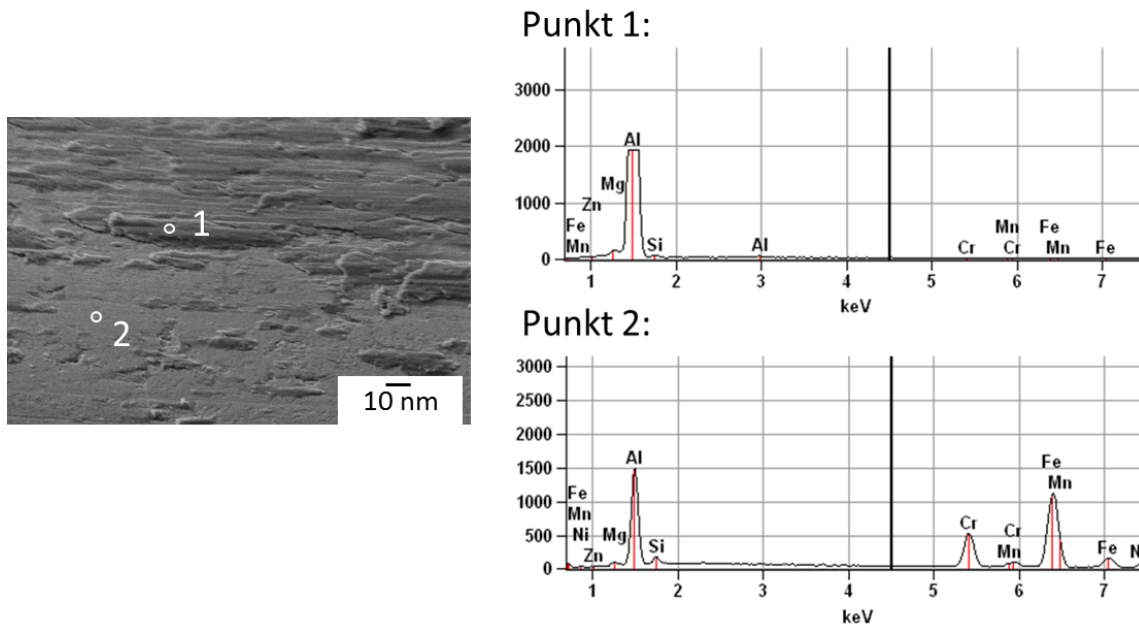 Punkt 1:
3000
2000
1000
0
Al
Mg
Zn
Fe
Mn
Si
Al
Cr
Mn
Cr
Fe
Mn
Fe
1 2 3 4 5 6 7
keV
1
2
10 nm
Punkt 2:
3000
2500
2000
1500
1000
500
0
Al
Fe
Mn
Ni
Zn
Mg
Si
Cr
Cr
Mn
Fe
Mn
Fe
N
1 2 3 4 5 6 7
keV